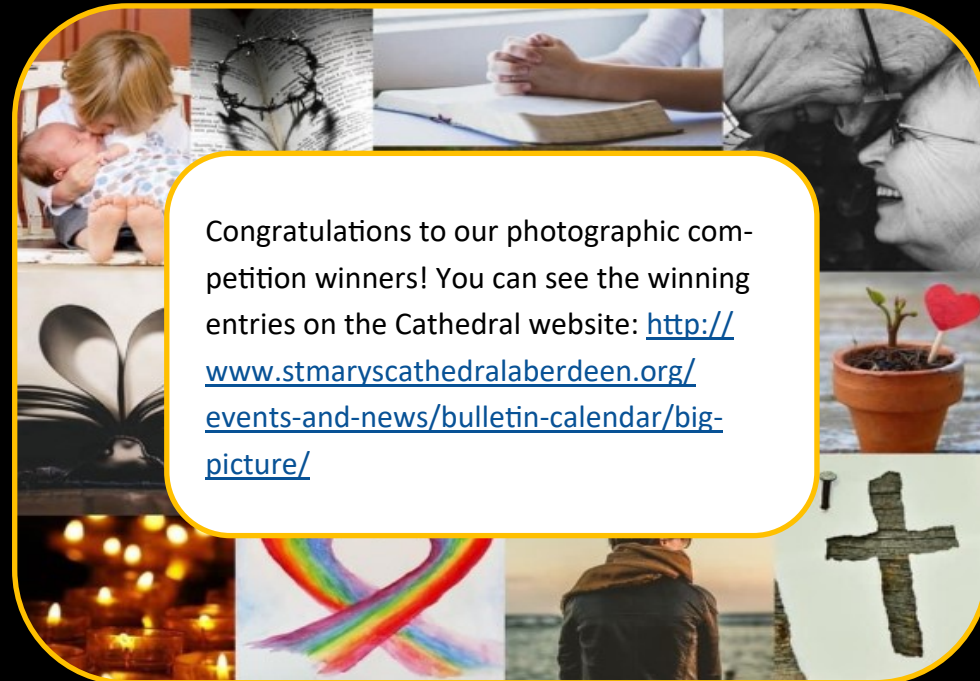 Congratulations to our photographic com-
petition winners! You can see the winning
entries on the Cathedral website: http://
www.stmaryscathedralaberdeen.org/
events-and-news/bulletin-calendar/big-
picture/